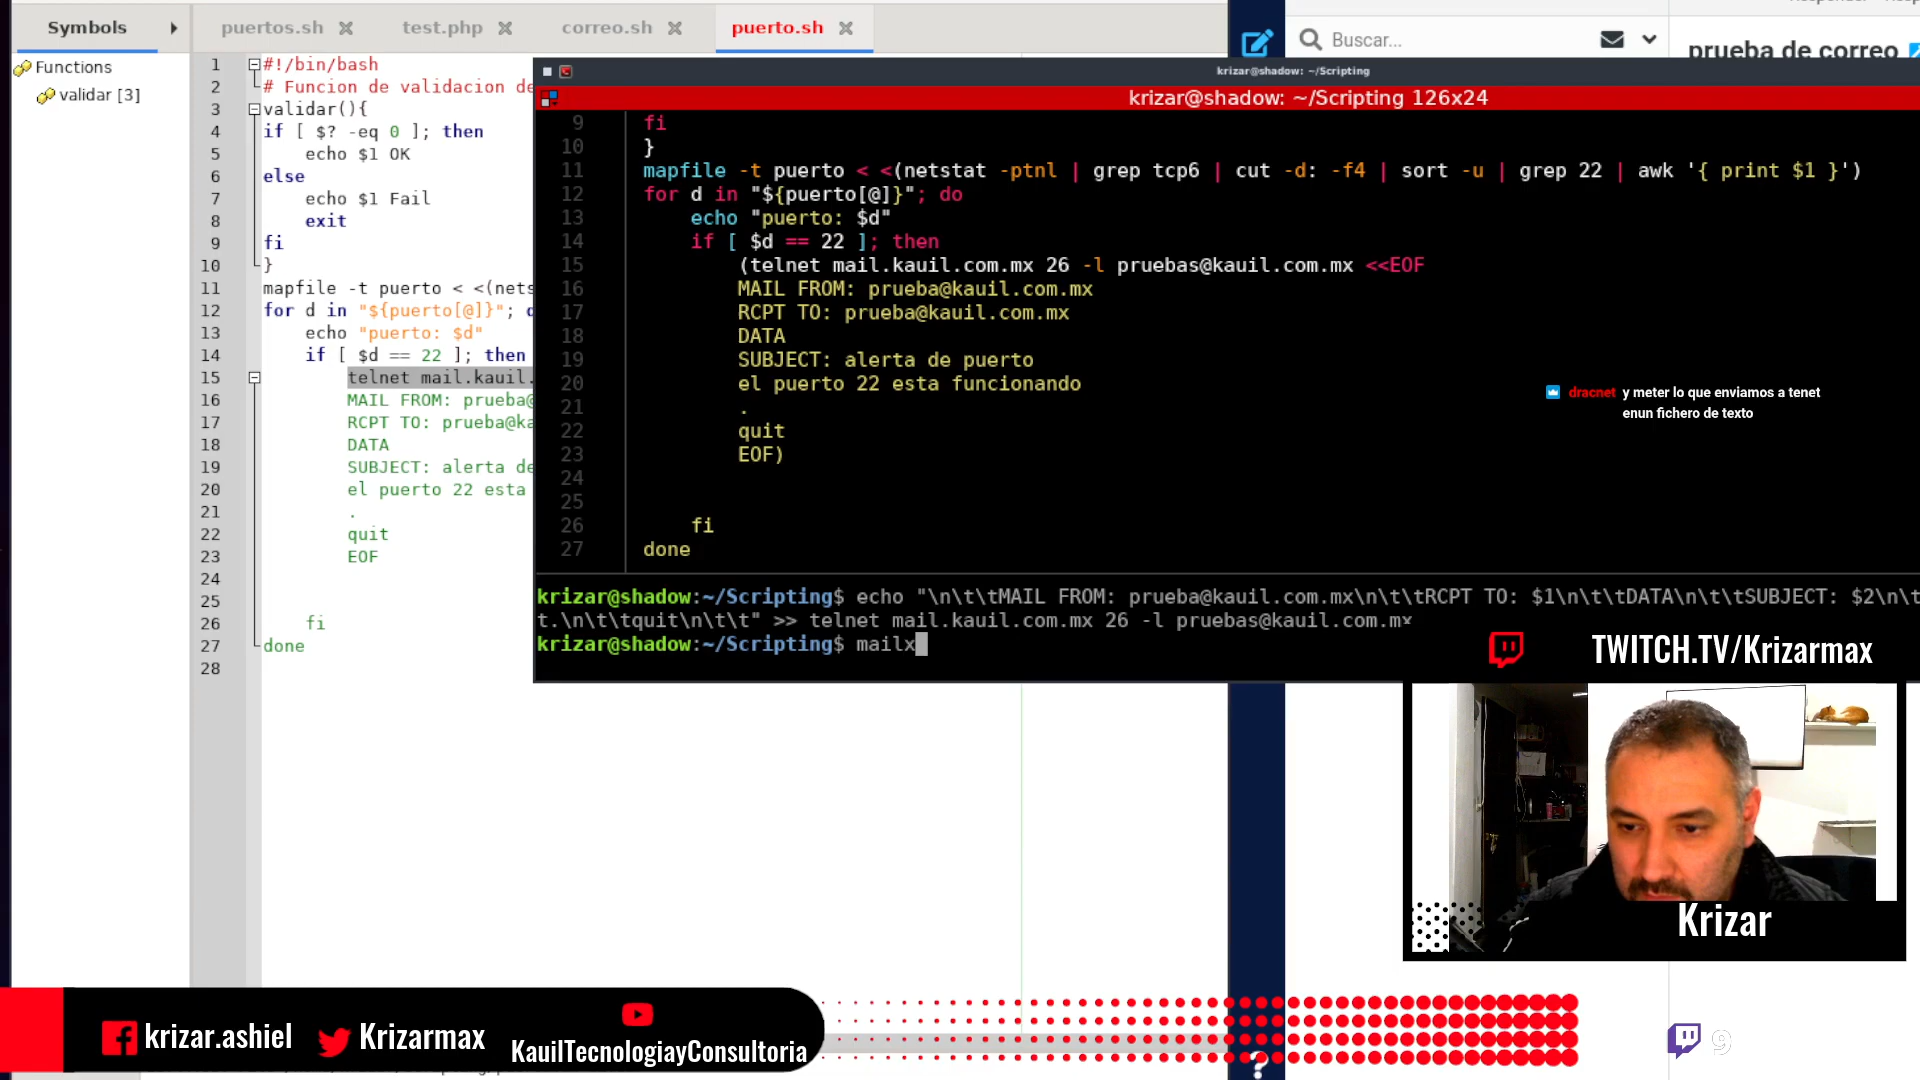 Symbols
puertos.sh
test.php
correo.sh
puerto.sh
Functions
validar [3]
1 #!/bin/bash
2 # Funcion de validacion de
3 validar(){
4 if [ $? -eq 0 ]; then
5 echo $1 OK
6 else
7 echo $1 Fail
8 exit
9 fi
10 }
11 mapfile -t puerto < <(nets
12 for d in "${puerto[@]}"; d
13 echo "puerto: $d"
14 if [ $d == 22 ]; then
15 telnet mail.kauil.
16 MAIL FROM: prueba@
17 RCPT TO: prueba@ka
18 DATA
19 SUBJECT: alerta de
20 el puerto 22 esta
21 .
22 quit
23 EOF
24
25
26 fi
27 done
28
Buscar...
prueba de correo
krizar@shadow: ~/Scripting
krizar@shadow: ~/Scripting 126x24
9 fi
10 }
11 mapfile -t puerto < <(netstat -ptnl | grep tcp6 | cut -d: -f4 | sort -u | grep 22 | awk '{ print $1 }')
12 for d in "${puerto[@]}"; do
13 echo "puerto: $d"
14 if [ $d == 22 ]; then
15 (telnet mail.kauil.com.mx 26 -l pruebas@kauil.com.mx <<EOF
16 MAIL FROM: prueba@kauil.com.mx
17 RCPT TO: prueba@kauil.com.mx
18 DATA
19 SUBJECT: alerta de puerto
20 el puerto 22 esta funcionando
21 .
22 quit
23 EOF)
24
25
26 fi
27 done
krizar@shadow:~/Scripting$ echo "\n\t\tMAIL FROM: prueba@kauil.com.mx\n\t\tRCPT TO: $1\n\t\tDATA\n\t\tSUBJECT: $2\n\t
t.\n\t\tquit\n\t\t" >> telnet mail.kauil.com.mx 26 -l pruebas@kauil.com.mx
krizar@shadow:~/Scripting$ mailx
dracnet y meter lo que enviamos a tenet
enun fichero de texto
TWITCH.TV/Krizarmax
Krizar
krizar.ashiel
Krizarmax
KauilTecnologiayConsultoria
?
9